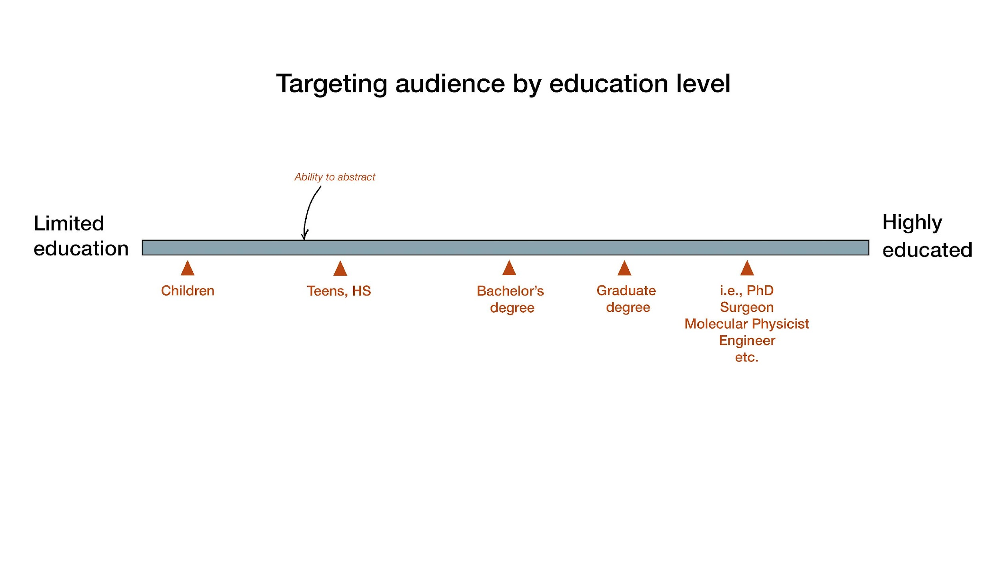 Targeting audience by education level
Ability to abstract
Limited
education
Highly
educated
Children
Teens, HS
Bachelor's
degree
Graduate
degree
i.e., PhD
Surgeon
Molecular Physicist
Engineer
etc.